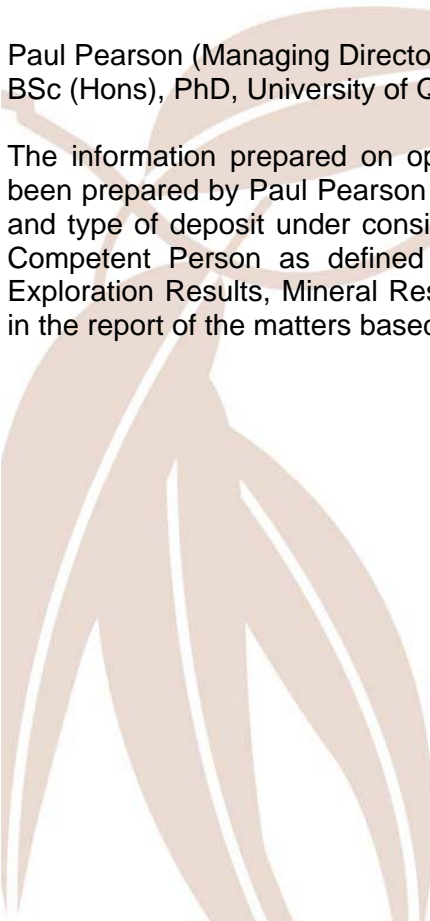 Paul Pearson (Managing Directo
BSc (Hons), PhD, University of Q
The information prepared on op
been prepared by Paul Pearson
and type of deposit under consi
Competent Person as defined
Exploration Results, Mineral Res
in the report of the matters based